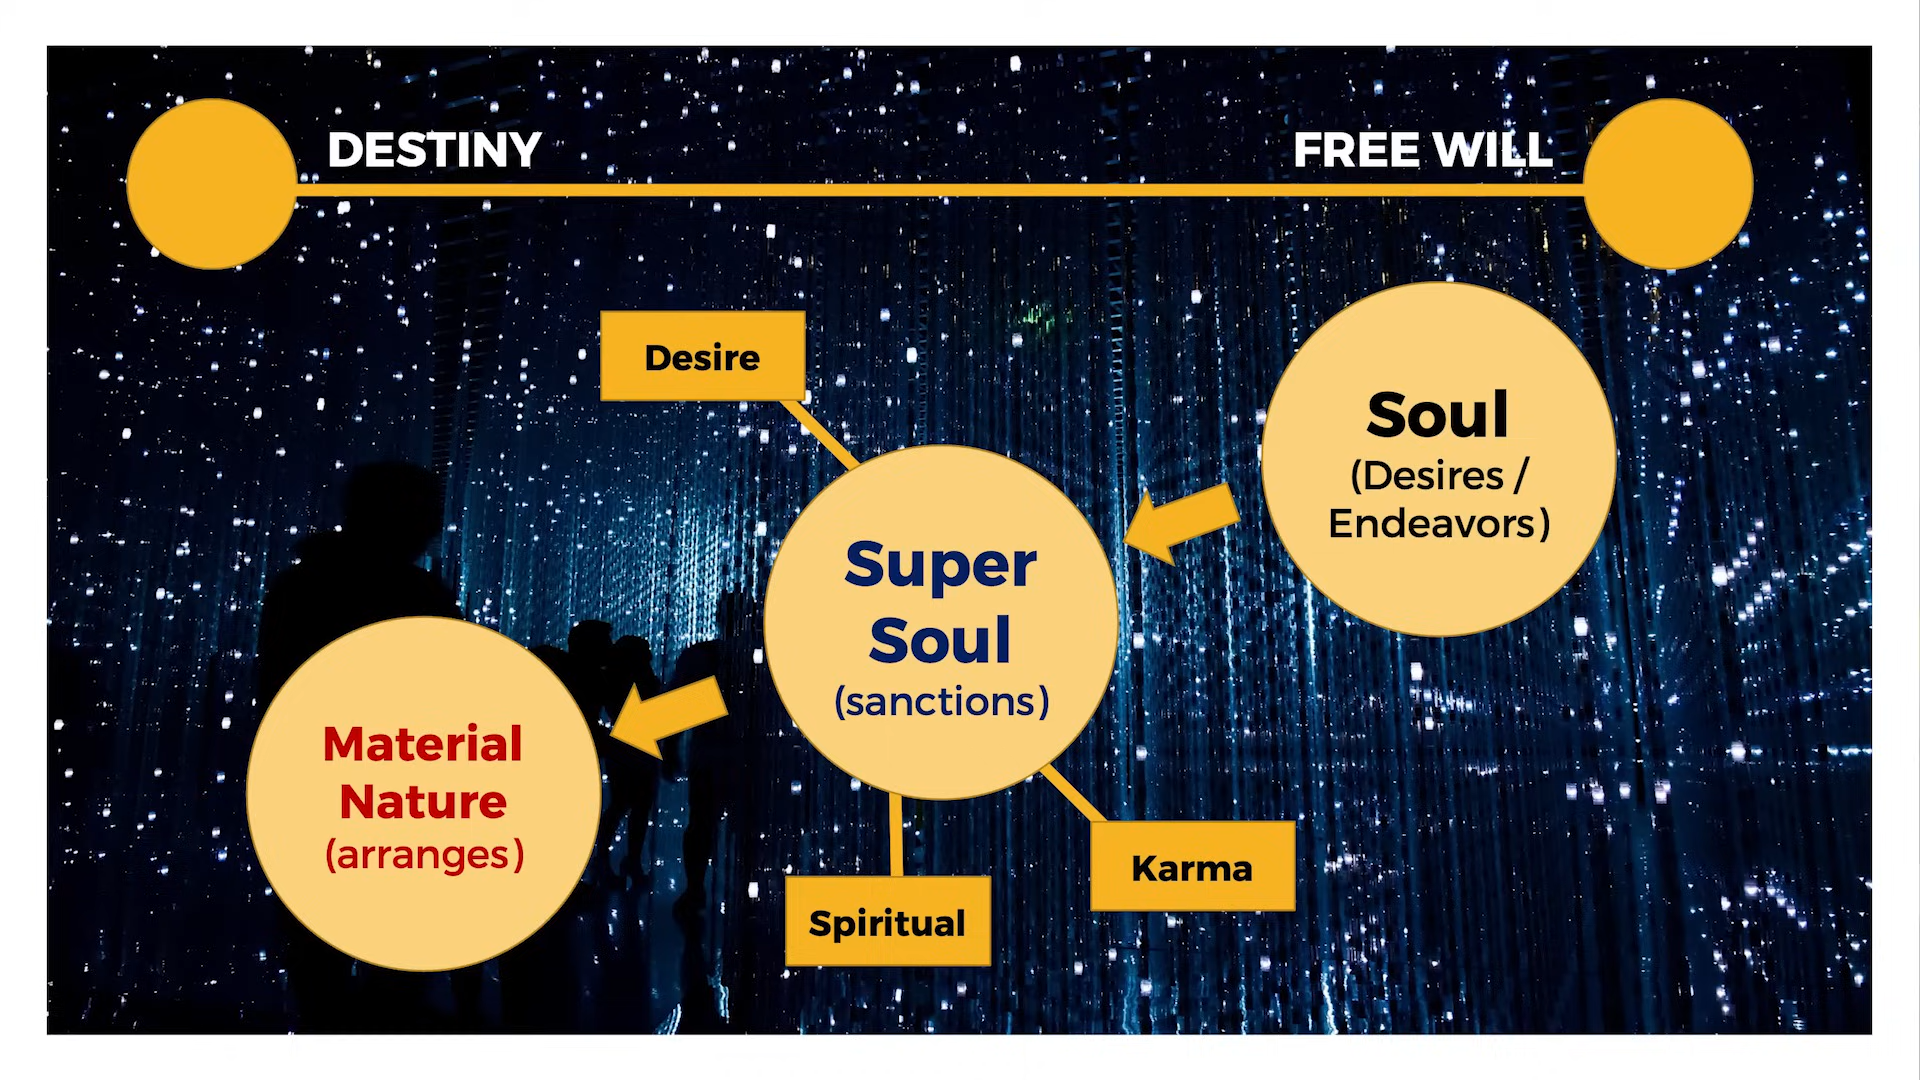 DESTINY
FREE WILL
Desire
Soul
(Desires /
Endeavors)
Super
Soul
(sanctions)
Material
Nature
(arranges)
Karma
Spiritual